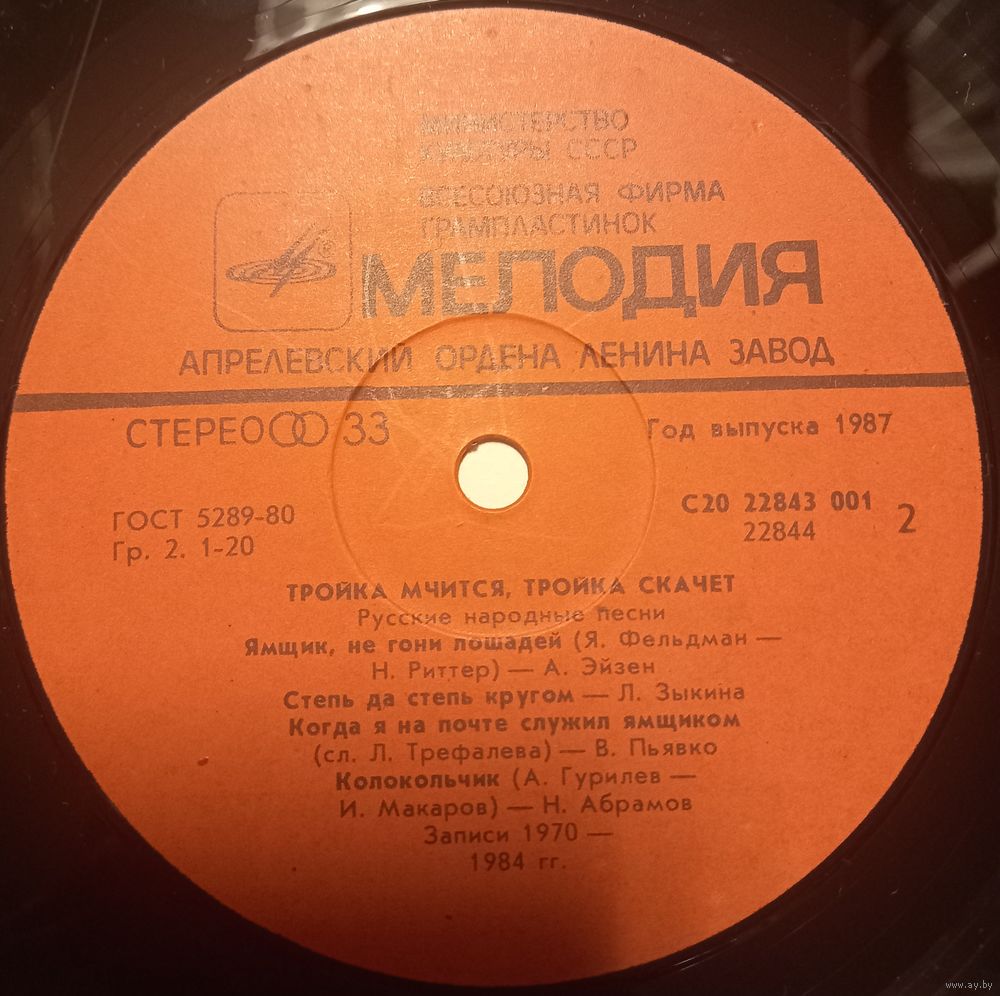 МИНИСТЕРСТВО
КУЛЬТУРЫ СССР
ВСЕСОЮЗНАЯ ФИРМА
ГРАМПЛАСТИНОК
МЕЛОДИЯ
АПРЕЛЕВСКИЙ ОРДЕНА ЛЕНИНА ЗАВОД
СТЕРЕО 33
Год выпуска 1987
ГОСТ 5289-80
Гр. 2. 1-20
С20 22843 001
22844
2
ТРОЙКА МЧИТСЯ, ТРОЙКА СКАЧЕТ
Русские народные песни
Ямщик, не гони лошадей (Я. Фельдман —
Н. Риттер) — А. Эйзен
Степь да степь кругом — Л. Зыкина
Когда я на почте служил ямщиком
(сл. Л. Трефалева) — В. Пьявко
Колокольчик (А. Гурилев —
И. Макаров) — Н. Абрамов
Записи 1970 —
1984 гг.
www.ay.by